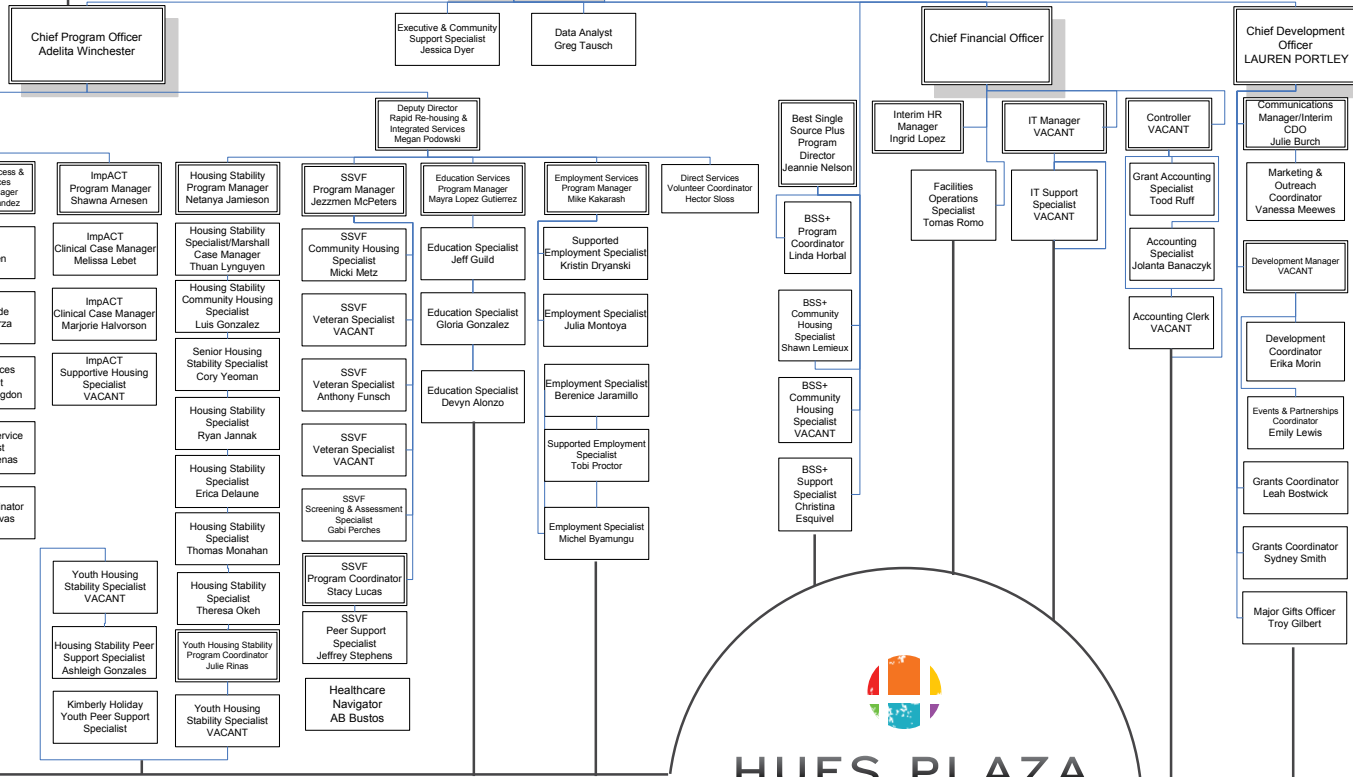 Chief Program Officer
Adelita Winchester
Executive & Community
Support Specialist
Jessica Dyer
Data Analyst
Greg Tausch
Chief Financial Officer
Chief Development
Officer
LAUREN PORTLEY
Deputy Director
Rapid Re-housing &
Integrated Services
Megan Podowski
Best Single
Source Plus
Program
Director
Jeannie Nelson
Interim HR
Manager
Ingrid Lopez
IT Manager
VACANT
Controller
VACANT
Communications
Manager/Interim
CDO
Julie Burch
ImpACT
Program Manager
Shawna Arnesen
Housing Stability
Program Manager
Netanya Jamieson
SSVF
Program Manager
Jezzmen McPeters
Education Services
Program Manager
Mayra Lopez Gutierrez
Employment Services
Program Manager
Mike Kakarash
Direct Services
Volunteer Coordinator
Hector Sloss
ImpACT
Clinical Case Manager
Melissa Lebet
ImpACT
Clinical Case Manager
Marjorie Halvorson
ImpACT
Supportive Housing
Specialist
VACANT
Youth Housing
Stability Specialist
VACANT
Housing Stability Peer
Support Specialist
Ashleigh Gonzales
Kimberly Holiday
Youth Peer Support
Specialist
Housing Stability
Specialist/Marshall
Case Manager
Thuan Lynguyen
Housing Stability
Community Housing
Specialist
Luis Gonzalez
Senior Housing
Stability Specialist
Cory Yeoman
Housing Stability
Specialist
Ryan Jannak
Housing Stability
Specialist
Erica Delaune
Housing Stability
Specialist
Thomas Monahan
Housing Stability
Specialist
Theresa Okeh
Youth Housing Stability
Program Coordinator
Julie Rinas
Youth Housing
Stability Specialist
VACANT
SSVF
Community Housing
Specialist
Micki Metz
SSVF
Veteran Specialist
VACANT
SSVF
Veteran Specialist
Anthony Funsch
SSVF
Veteran Specialist
VACANT
SSVF
Screening & Assessment
Specialist
Gabi Perches
SSVF
Program Coordinator
Stacy Lucas
SSVF
Peer Support
Specialist
Jeffrey Stephens
Healthcare
Navigator
AB Bustos
Education Specialist
Jeff Guild
Education Specialist
Gloria Gonzalez
Education Specialist
Devyn Alonzo
Supported
Employment Specialist
Kristin Dryanski
Employment Specialist
Julia Montoya
Employment Specialist
Berenice Jaramillo
Supported Employment
Specialist
Tobi Proctor
Employment Specialist
Michel Byamungu
BSS+
Program
Coordinator
Linda Horbal
BSS+
Community
Housing
Specialist
Shawn Lemieux
BSS+
Community
Housing
Specialist
VACANT
BSS+
Support
Specialist
Christina
Esquivel
Facilities
Operations
Specialist
Tomas Romo
IT Support
Specialist
VACANT
Grant Accounting
Specialist
Tood Ruff
Accounting
Specialist
Jolanta Banaczyk
Accounting Clerk
VACANT
Marketing &
Outreach
Coordinator
Vanessa Meewes
Development Manager
VACANT
Development
Coordinator
Erika Morin
Events & Partnerships
Coordinator
Emily Lewis
Grants Coordinator
Leah Bostwick
Grants Coordinator
Sydney Smith
Major Gifts Officer
Troy Gilbert
HUES PLAZA